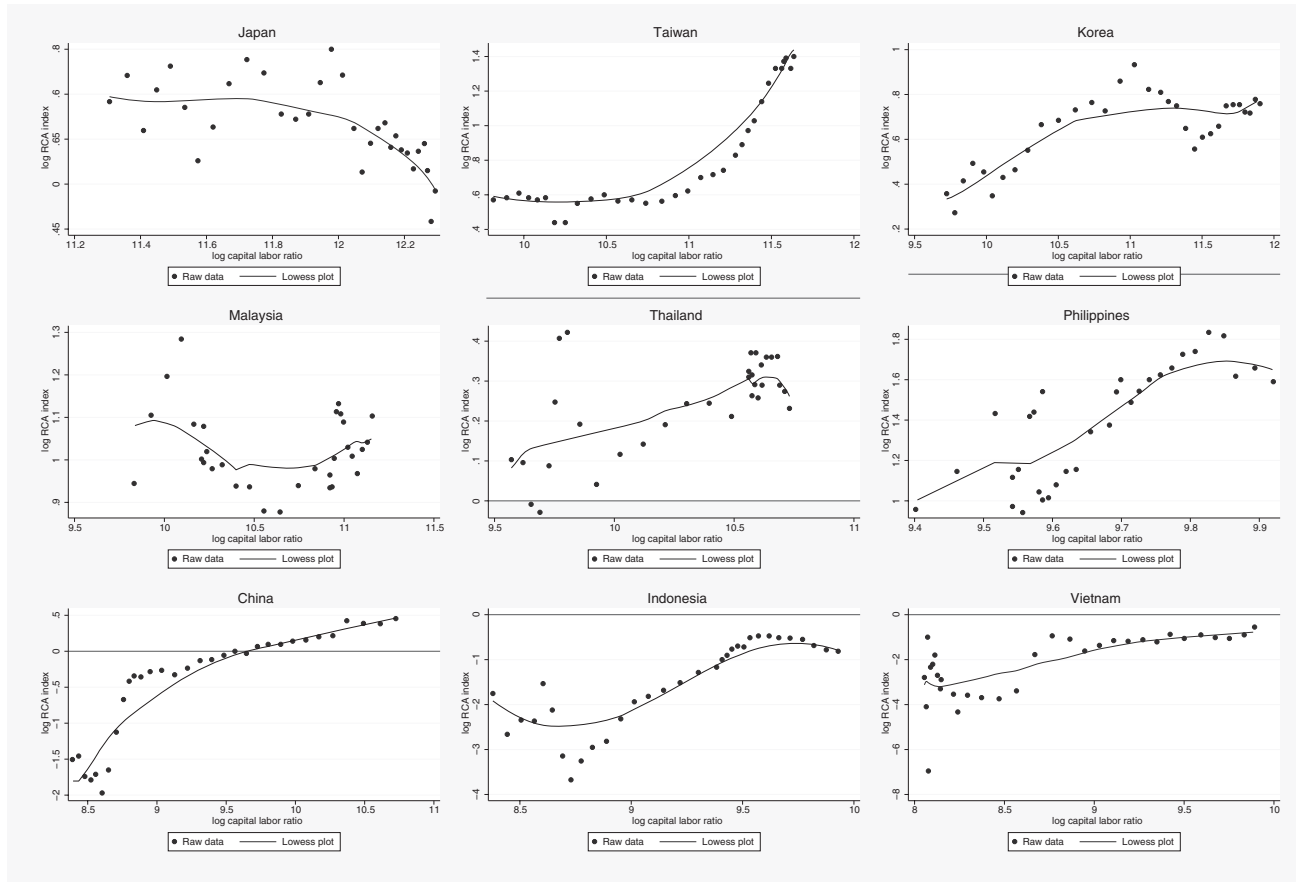 Japan
log RCA index
.8
.6
.65
0
.45
11.2 11.4 11.6 11.8 12 12.2
log capital labor ratio
Raw data Lowess plot
Taiwan
log RCA index
1.4
1.2
1
.8
.6
.4
10 10.5 11 11.5 12
log capital labor ratio
Raw data Lowess plot
Korea
log RCA index
1
.8
.6
.4
.2
9.5 10 10.5 11 11.5 12
log capital labor ratio
Raw data Lowess plot
Malaysia
log RCA index
1.3
1.2
1.1
1
.9
9.5 10 10.5 11 11.5
log capital labor ratio
Raw data Lowess plot
Thailand
log RCA index
.4
.3
.2
.1
0
9.5 10 10.5 11
log capital labor ratio
Raw data Lowess plot
Philippines
log RCA index
1.8
1.6
1.4
1.2
1
9.4 9.5 9.6 9.7 9.8 9.9
log capital labor ratio
Raw data Lowess plot
China
log RCA index
.5
0
−.5
−1
−1.5
−2
8.5 9 9.5 10 10.5 11
log capital labor ratio
Raw data Lowess plot
Indonesia
log RCA index
0
−1
−2
−3
−4
8.5 9 9.5 10
log capital labor ratio
Raw data Lowess plot
Vietnam
log RCA index
0
−2
−4
−6
−8
8 8.5 9 9.5 10
log capital labor ratio
Raw data Lowess plot